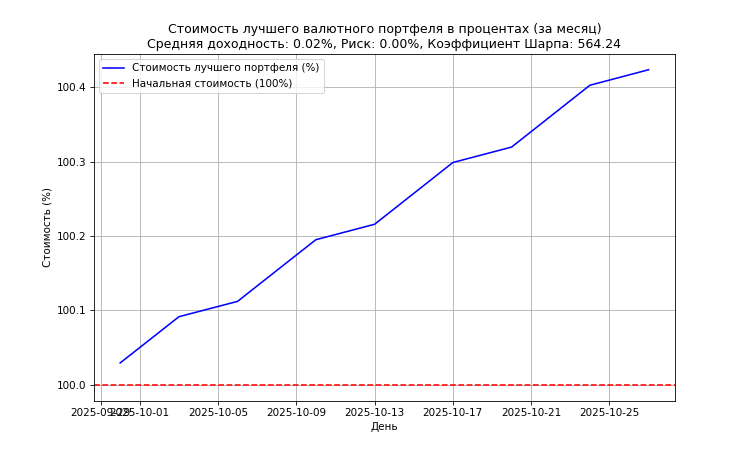 Стоимость лучшего валютного портфеля в процентах (за месяц)
Средняя доходность: 0.02%, Риск: 0.00%, Коэффициент Шарпа: 564.24
Стоимость лучшего портфеля (%)
Начальная стоимость (100%)
Стоимость (%)
100.4
100.3
100.2
100.1
100.0
2025-09-29 2025-10-01 2025-10-05 2025-10-09 2025-10-13 2025-10-17 2025-10-21 2025-10-25
День